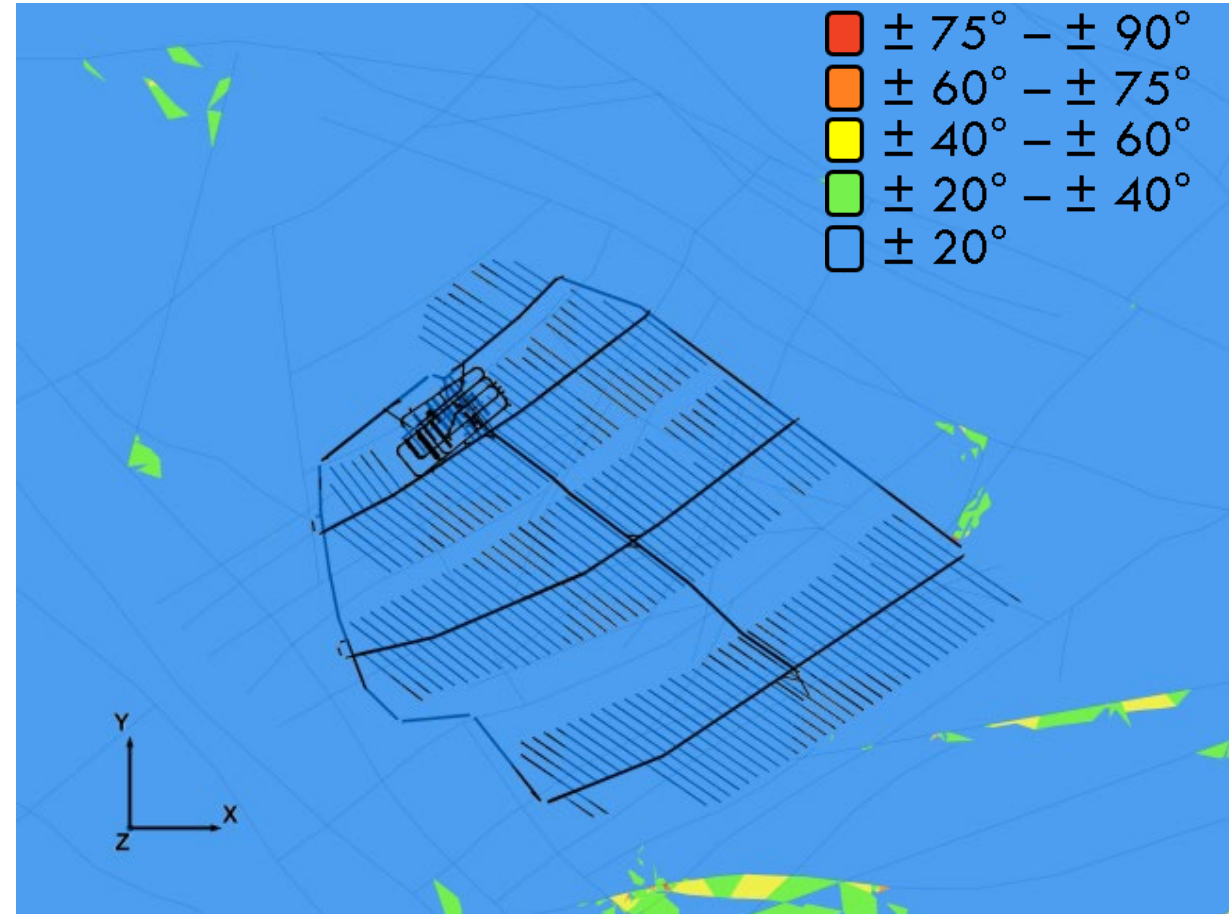 ± 75° – ± 90°
± 60° – ± 75°
± 40° – ± 60°
± 20° – ± 40°
± 20°
Y
X
Z